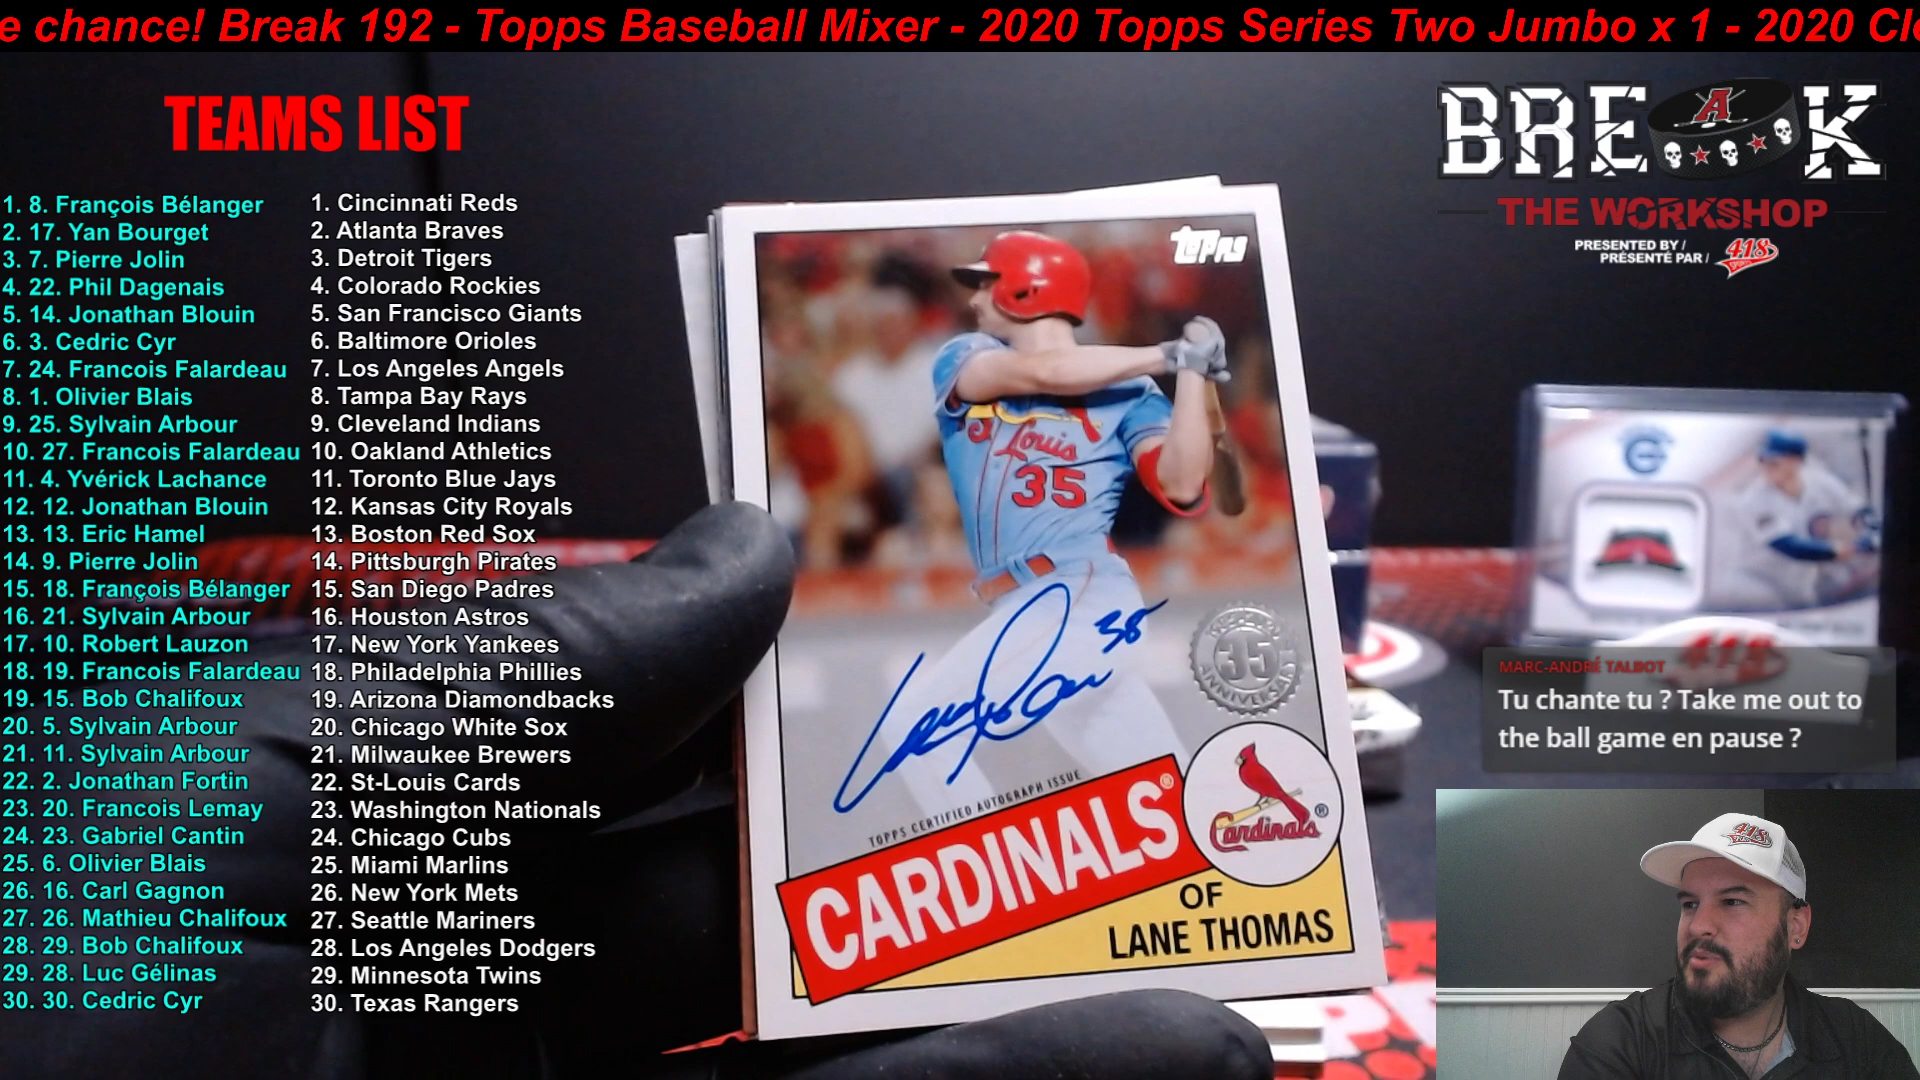 e chance! Break 192 - Topps Baseball Mixer - 2020 Topps Series Two Jumbo x 1 - 2020 Cl
TEAMS LIST
1. 8. François Bélanger
2. 17. Yan Bourget
3. 7. Pierre Jolin
4. 22. Phil Dagenais
5. 14. Jonathan Blouin
6. 3. Cedric Cyr
7. 24. Francois Falardeau
8. 1. Olivier Blais
9. 25. Sylvain Arbour
10. 27. Francois Falardeau
11. 4. Yvérick Lachance
12. 12. Jonathan Blouin
13. 13. Eric Hamel
14. 9. Pierre Jolin
15. 18. François Bélanger
16. 21. Sylvain Arbour
17. 10. Robert Lauzon
18. 19. Francois Falardeau
19. 15. Bob Chalifoux
20. 5. Sylvain Arbour
21. 11. Sylvain Arbour
22. 2. Jonathan Fortin
23. 20. Francois Lemay
24. 23. Gabriel Cantin
25. 6. Olivier Blais
26. 16. Carl Gagnon
27. 26. Mathieu Chalifoux
28. 29. Bob Chalifoux
29. 28. Luc Gélinas
30. 30. Cedric Cyr
1. Cincinnati Reds
2. Atlanta Braves
3. Detroit Tigers
4. Colorado Rockies
5. San Francisco Giants
6. Baltimore Orioles
7. Los Angeles Angels
8. Tampa Bay Rays
9. Cleveland Indians
10. Oakland Athletics
11. Toronto Blue Jays
12. Kansas City Royals
13. Boston Red Sox
14. Pittsburgh Pirates
15. San Diego Padres
16. Houston Astros
17. New York Yankees
18. Philadelphia Phillies
19. Arizona Diamondbacks
20. Chicago White Sox
21. Milwaukee Brewers
22. St-Louis Cards
23. Washington Nationals
24. Chicago Cubs
25. Miami Marlins
26. New York Mets
27. Seattle Mariners
28. Los Angeles Dodgers
29. Minnesota Twins
30. Texas Rangers
Topps
Louis
35
35
ANNIVERSARY
TOPPS CERTIFIED AUTOGRAPH ISSUE
CARDINALS®
Cardinals®
OF
LANE THOMAS
BREAK
A
THE WORKSHOP
PRESENTED BY /
PRÉSENTÉ PAR / 418
MARC-ANDRÉ TALBOT
Tu chante tu ? Take me out to
the ball game en pause ?
418